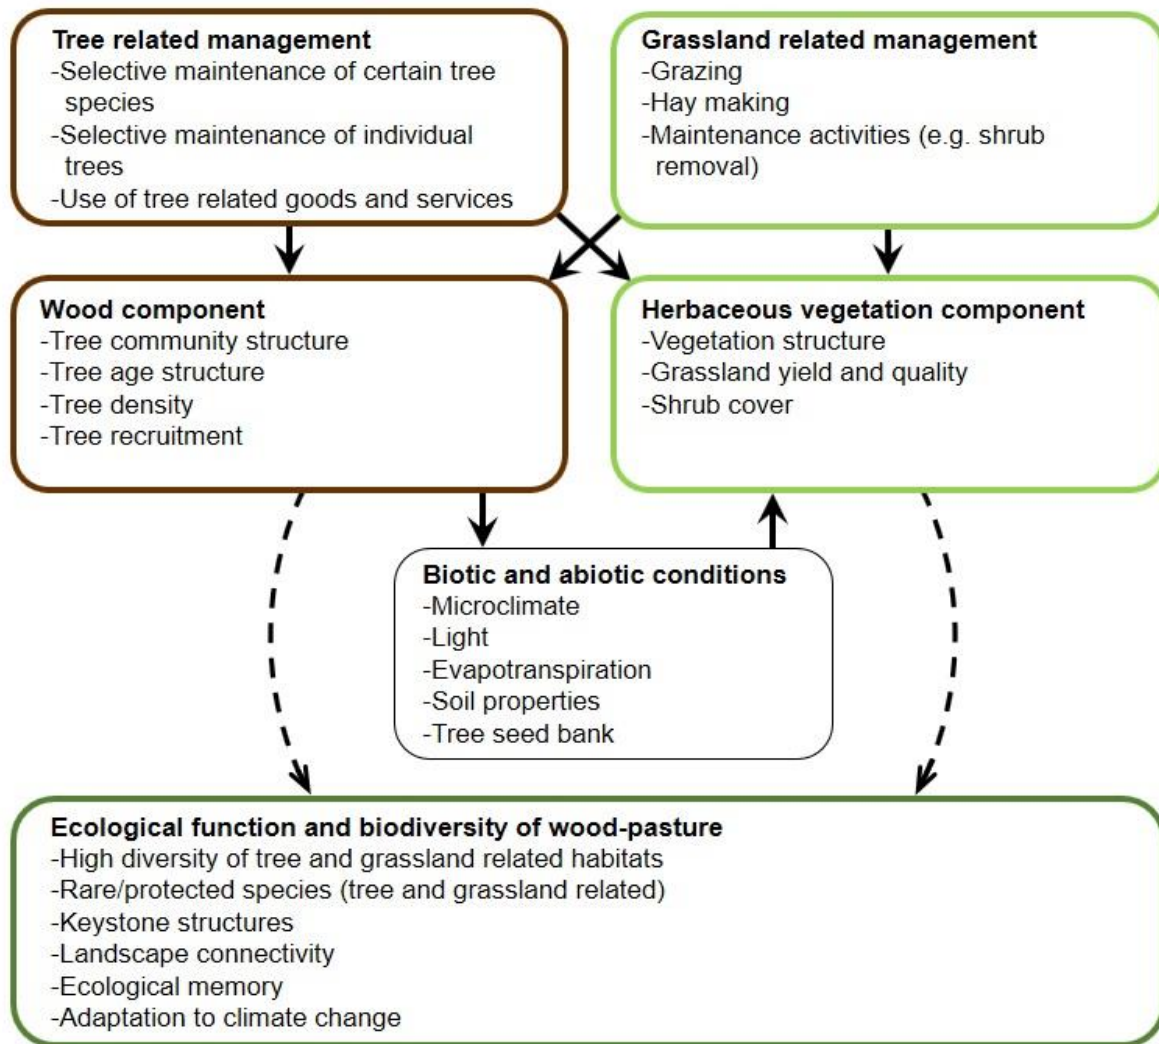 Tree related management
-Selective maintenance of certain tree
species
-Selective maintenance of individual
trees
-Use of tree related goods and services
Grassland related management
-Grazing
-Hay making
-Maintenance activities (e.g. shrub
removal)
Wood component
-Tree community structure
-Tree age structure
-Tree density
-Tree recruitment
Herbaceous vegetation component
-Vegetation structure
-Grassland yield and quality
-Shrub cover
Biotic and abiotic conditions
-Microclimate
-Light
-Evapotranspiration
-Soil properties
-Tree seed bank
Ecological function and biodiversity of wood-pasture
-High diversity of tree and grassland related habitats
-Rare/protected species (tree and grassland related)
-Keystone structures
-Landscape connectivity
-Ecological memory
-Adaptation to climate change